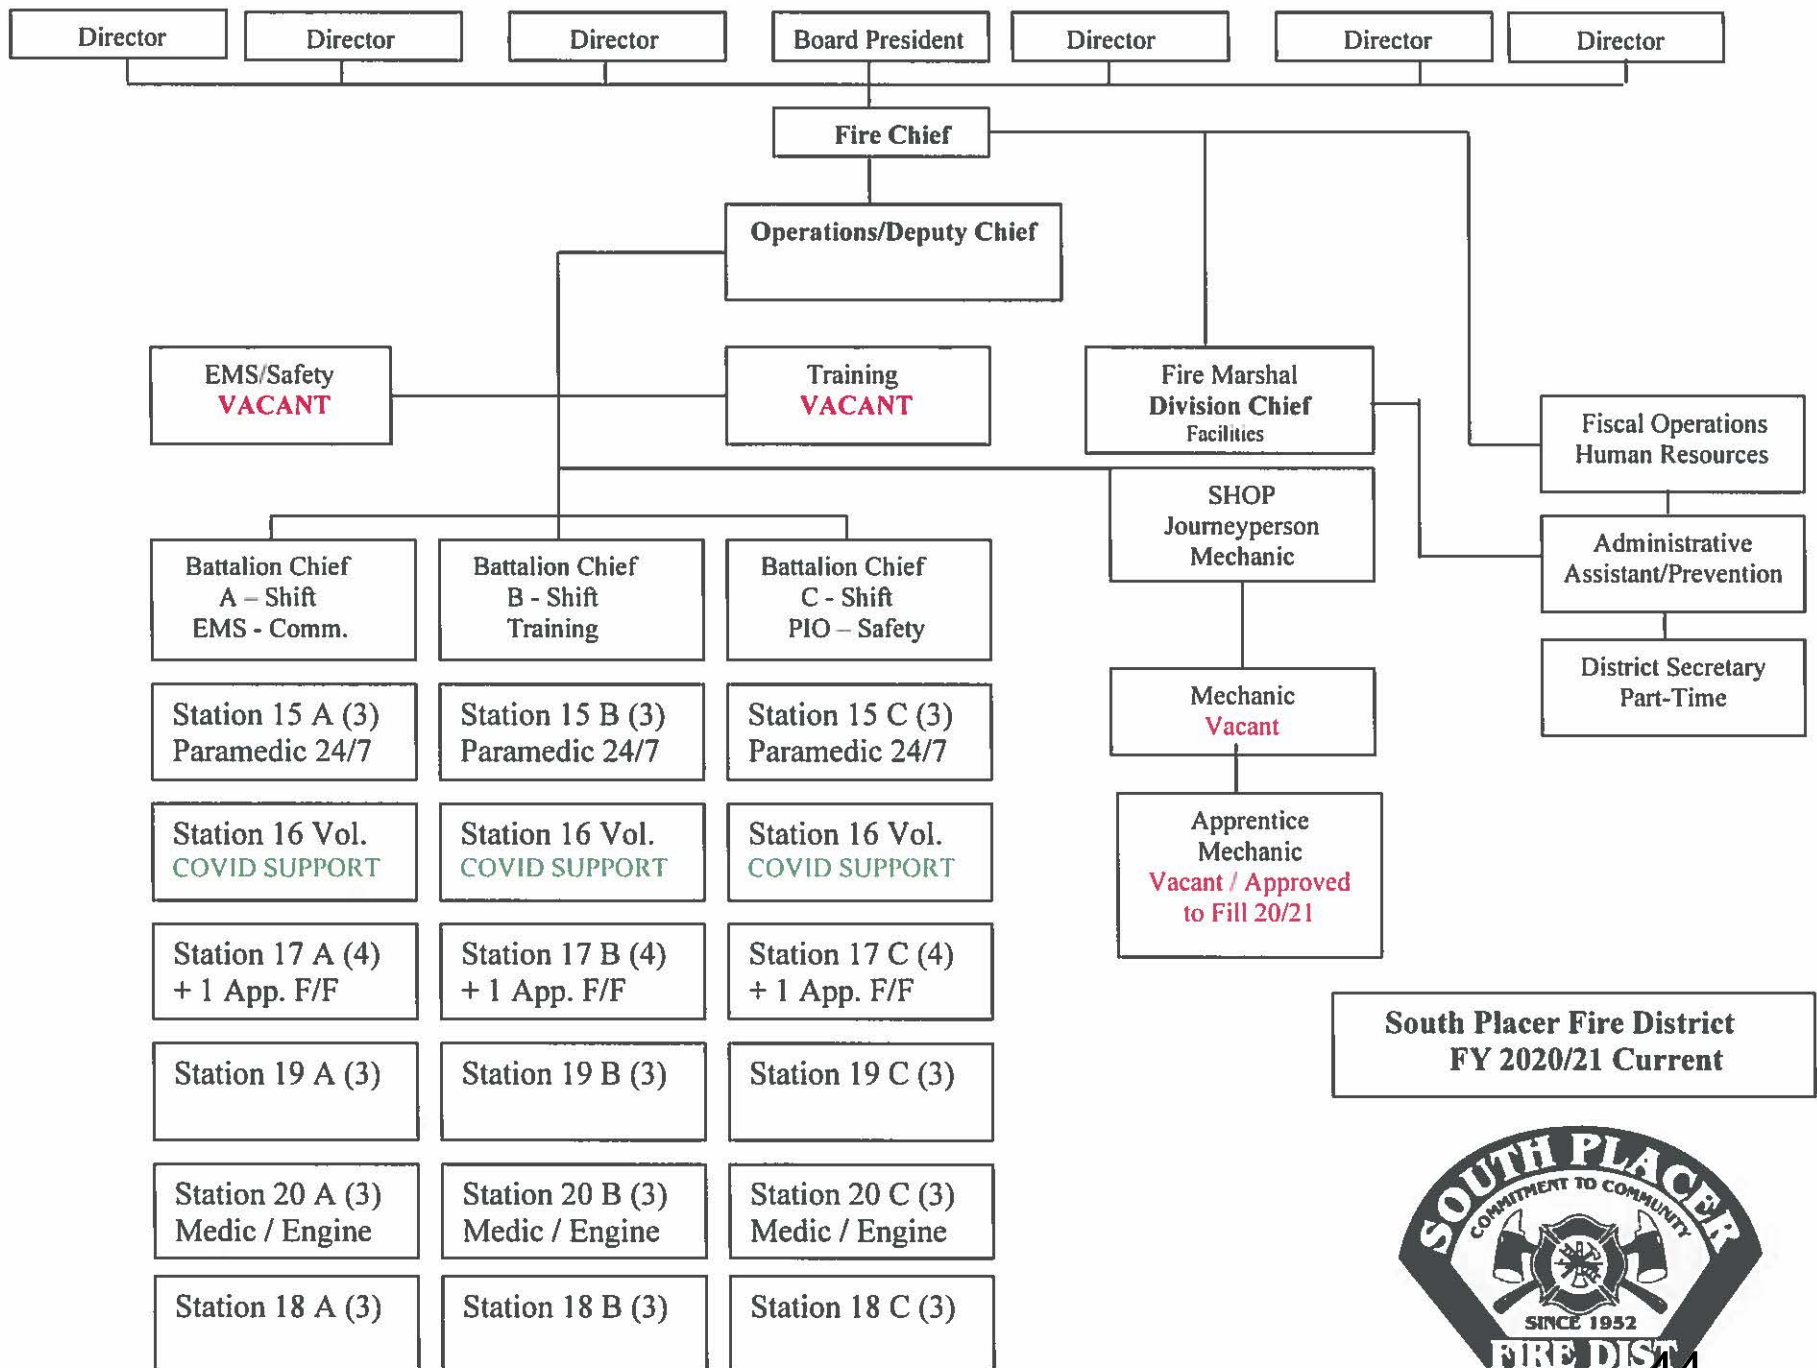 Director
Director
Director
Board President
Director
Director
Director
Fire Chief
Operations/Deputy Chief
EMS/Safety
VACANT
Training
VACANT
Fire Marshal
Division Chief
Facilities
Fiscal Operations
Human Resources
SHOP
Journeyperson
Mechanic
Administrative
Assistant/Prevention
District Secretary
Part-Time
Battalion Chief
A – Shift
EMS - Comm.
Battalion Chief
B - Shift
Training
Battalion Chief
C - Shift
PIO – Safety
Mechanic
Vacant
Apprentice
Mechanic
Vacant / Approved
to Fill 20/21
Station 15 A (3)
Paramedic 24/7
Station 15 B (3)
Paramedic 24/7
Station 15 C (3)
Paramedic 24/7
Station 16 Vol.
COVID SUPPORT
Station 16 Vol.
COVID SUPPORT
Station 16 Vol.
COVID SUPPORT
Station 17 A (4)
+ 1 App. F/F
Station 17 B (4)
+ 1 App. F/F
Station 17 C (4)
+ 1 App. F/F
Station 19 A (3)
Station 19 B (3)
Station 19 C (3)
Station 20 A (3)
Medic / Engine
Station 20 B (3)
Medic / Engine
Station 20 C (3)
Medic / Engine
Station 18 A (3)
Station 18 B (3)
Station 18 C (3)
South Placer Fire District
FY 2020/21 Current
SOUTH PLACER
COMMITMENT TO COMMUNITY
SINCE 1952
FIRE DIST
44